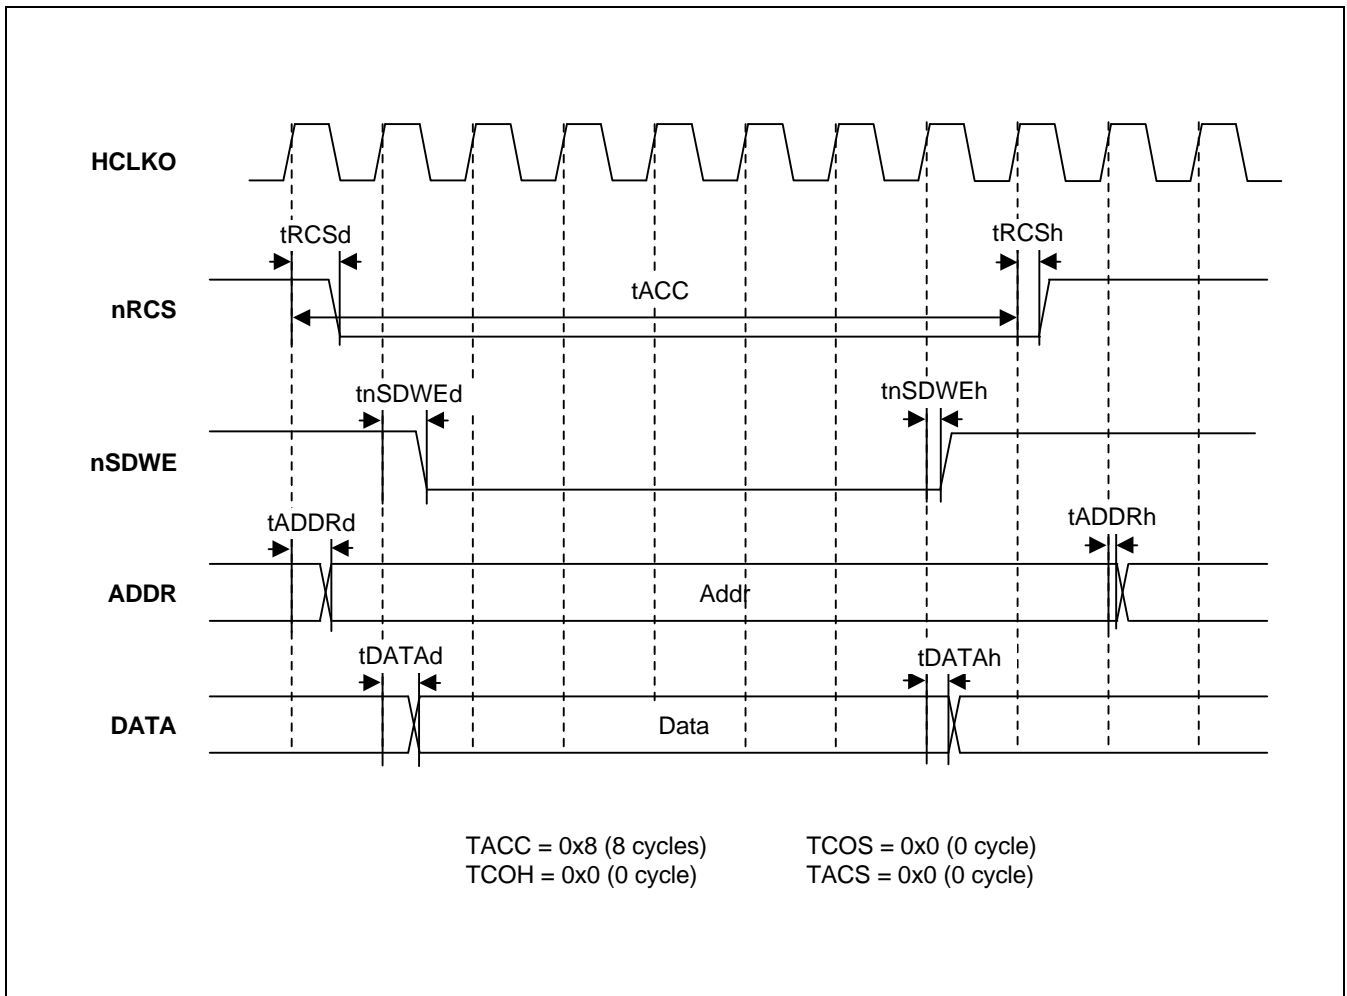 HCLKO
tRCSd
tRCSh
nRCS
tACC
tnSDWEd
tnSDWEh
nSDWE
tADDRd
tADDRh
ADDR
Addr
tDATAd
tDATAh
DATA
Data
TACC = 0x8 (8 cycles)
TCOS = 0x0 (0 cycle)
TCOH = 0x0 (0 cycle)
TACS = 0x0 (0 cycle)